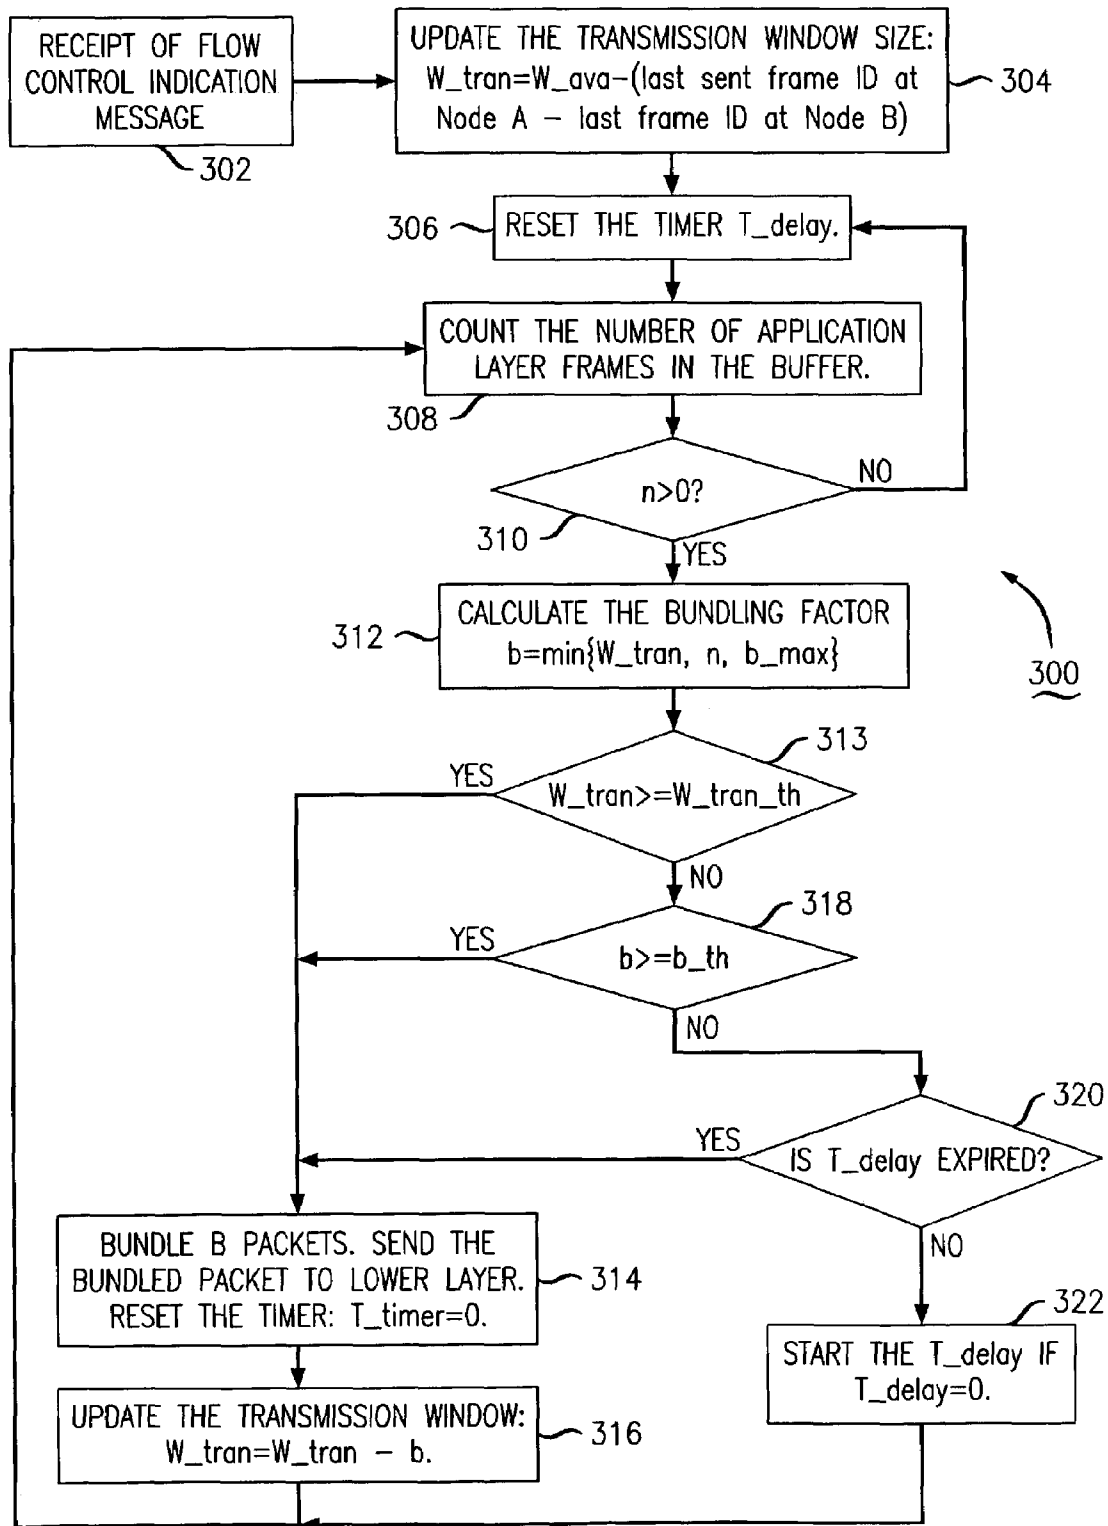 RECEIPT OF FLOW
CONTROL INDICATION
MESSAGE
302
UPDATE THE TRANSMISSION WINDOW SIZE:
W_tran=W_ava-(last sent frame ID at
Node A - last frame ID at Node B)
304
306
RESET THE TIMER T_delay.
COUNT THE NUMBER OF APPLICATION
LAYER FRAMES IN THE BUFFER.
308
n>0?
NO
310
YES
312
CALCULATE THE BUNDLING FACTOR
b=min{W_tran, n, b_max}
300
313
YES
W_tran>=W_tran_th
NO
318
YES
b>=b_th
NO
320
YES
IS T_delay EXPIRED?
NO
BUNDLE B PACKETS. SEND THE
BUNDLED PACKET TO LOWER LAYER.
RESET THE TIMER: T_timer=0.
314
322
START THE T_delay IF
T_delay=0.
UPDATE THE TRANSMISSION WINDOW:
W_tran=W_tran - b.
316